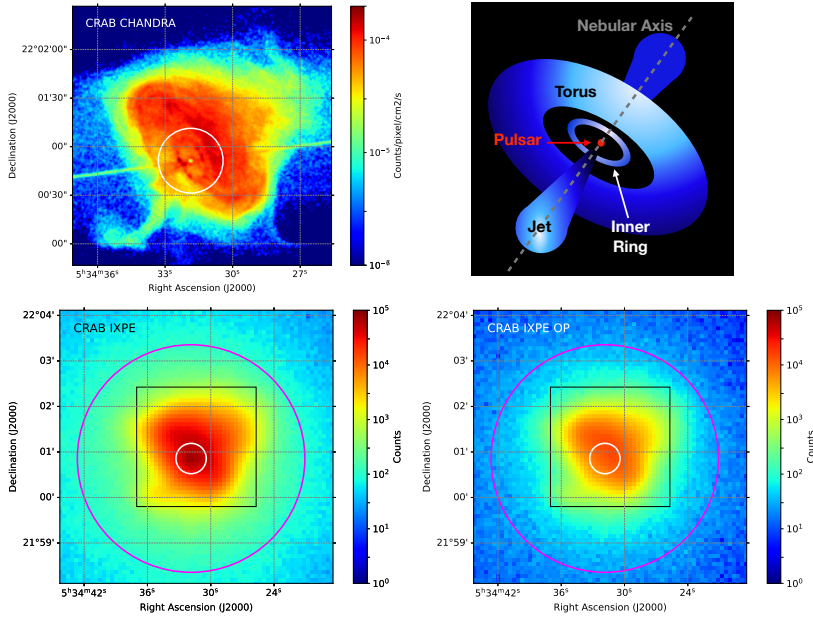 CRAB CHANDRA
22°02'00"
01'30"
00"
00'30"
00"
Declination (J2000)
5ʰ34ᵐ36ˢ
33ˢ
30ˢ
27ˢ
Right Ascension (J2000)
10⁻⁴
10⁻⁵
10⁻⁸
Counts/pixel/cm2/s
Nebular Axis
Torus
Pulsar
Jet
Inner
Ring
CRAB IXPE
22°04'
03'
02'
01'
00'
21°59'
Declination (J2000)
5ʰ34ᵐ42ˢ
36ˢ
30ˢ
24ˢ
Right Ascension (J2000)
10⁵
10⁴
10³
10²
10¹
10⁰
Counts
CRAB IXPE OP
22°04'
03'
02'
01'
00'
21°59'
Declination (J2000)
5ʰ34ᵐ42ˢ
36ˢ
30ˢ
24ˢ
Right Ascension (J2000)
10⁵
10⁴
10³
10²
10¹
10⁰
Counts